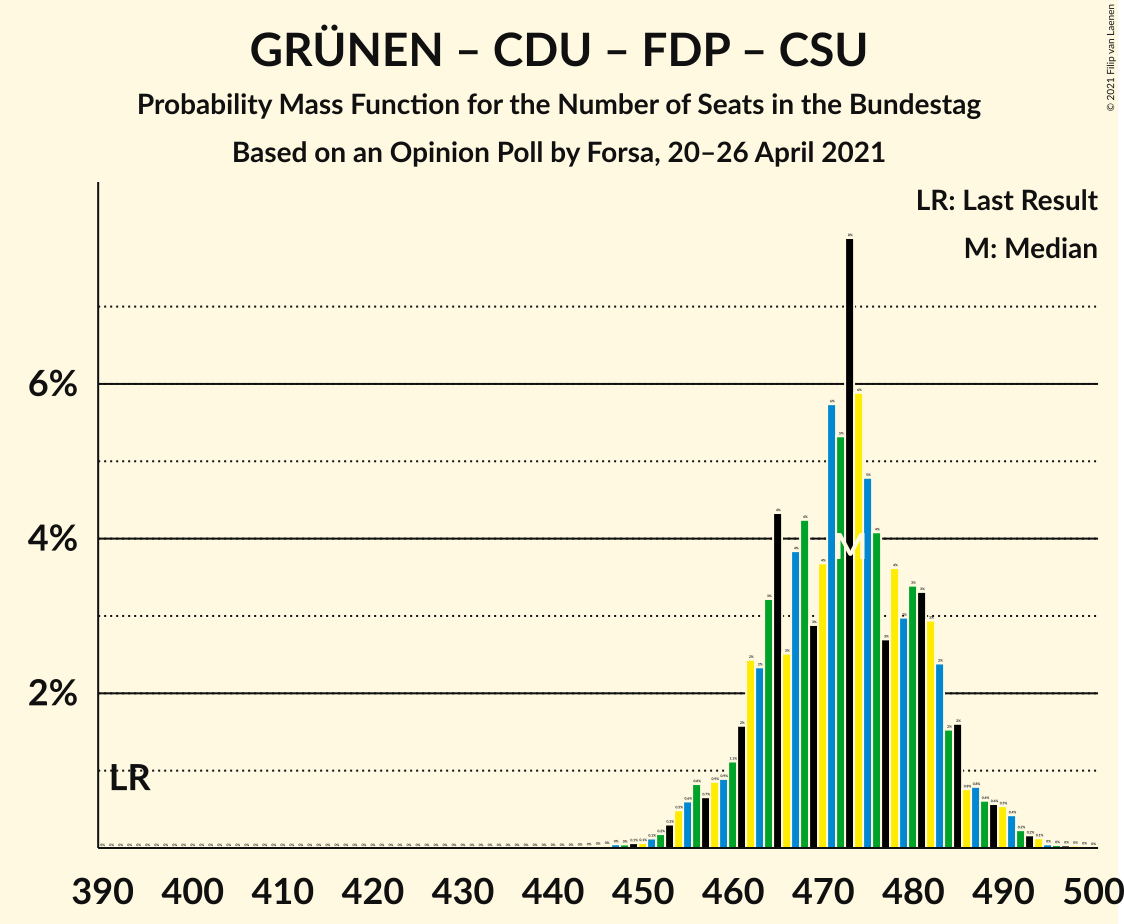 GRÜNEN – CDU – FDP – CSU
Probability Mass Function for the Number of Seats in the Bundestag
Based on an Opinion Poll by Forsa, 20–26 April 2021
© 2021 Filip van Laenen
LR: Last Result
M: Median
6%
4%
2%
M
LR
390 400 410 420 430 440 450 460 470 480 490 500